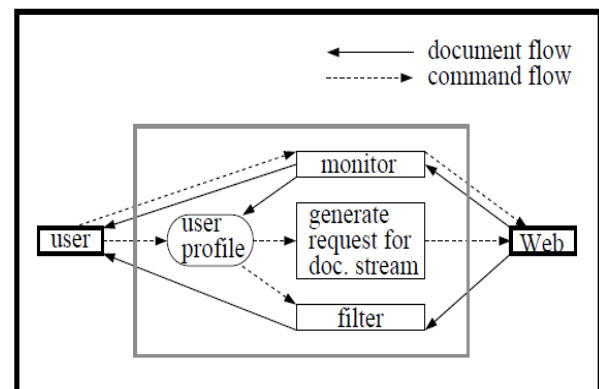 document flow
command flow
monitor
user
user
profile
generate
request for
doc. stream
Web
filter